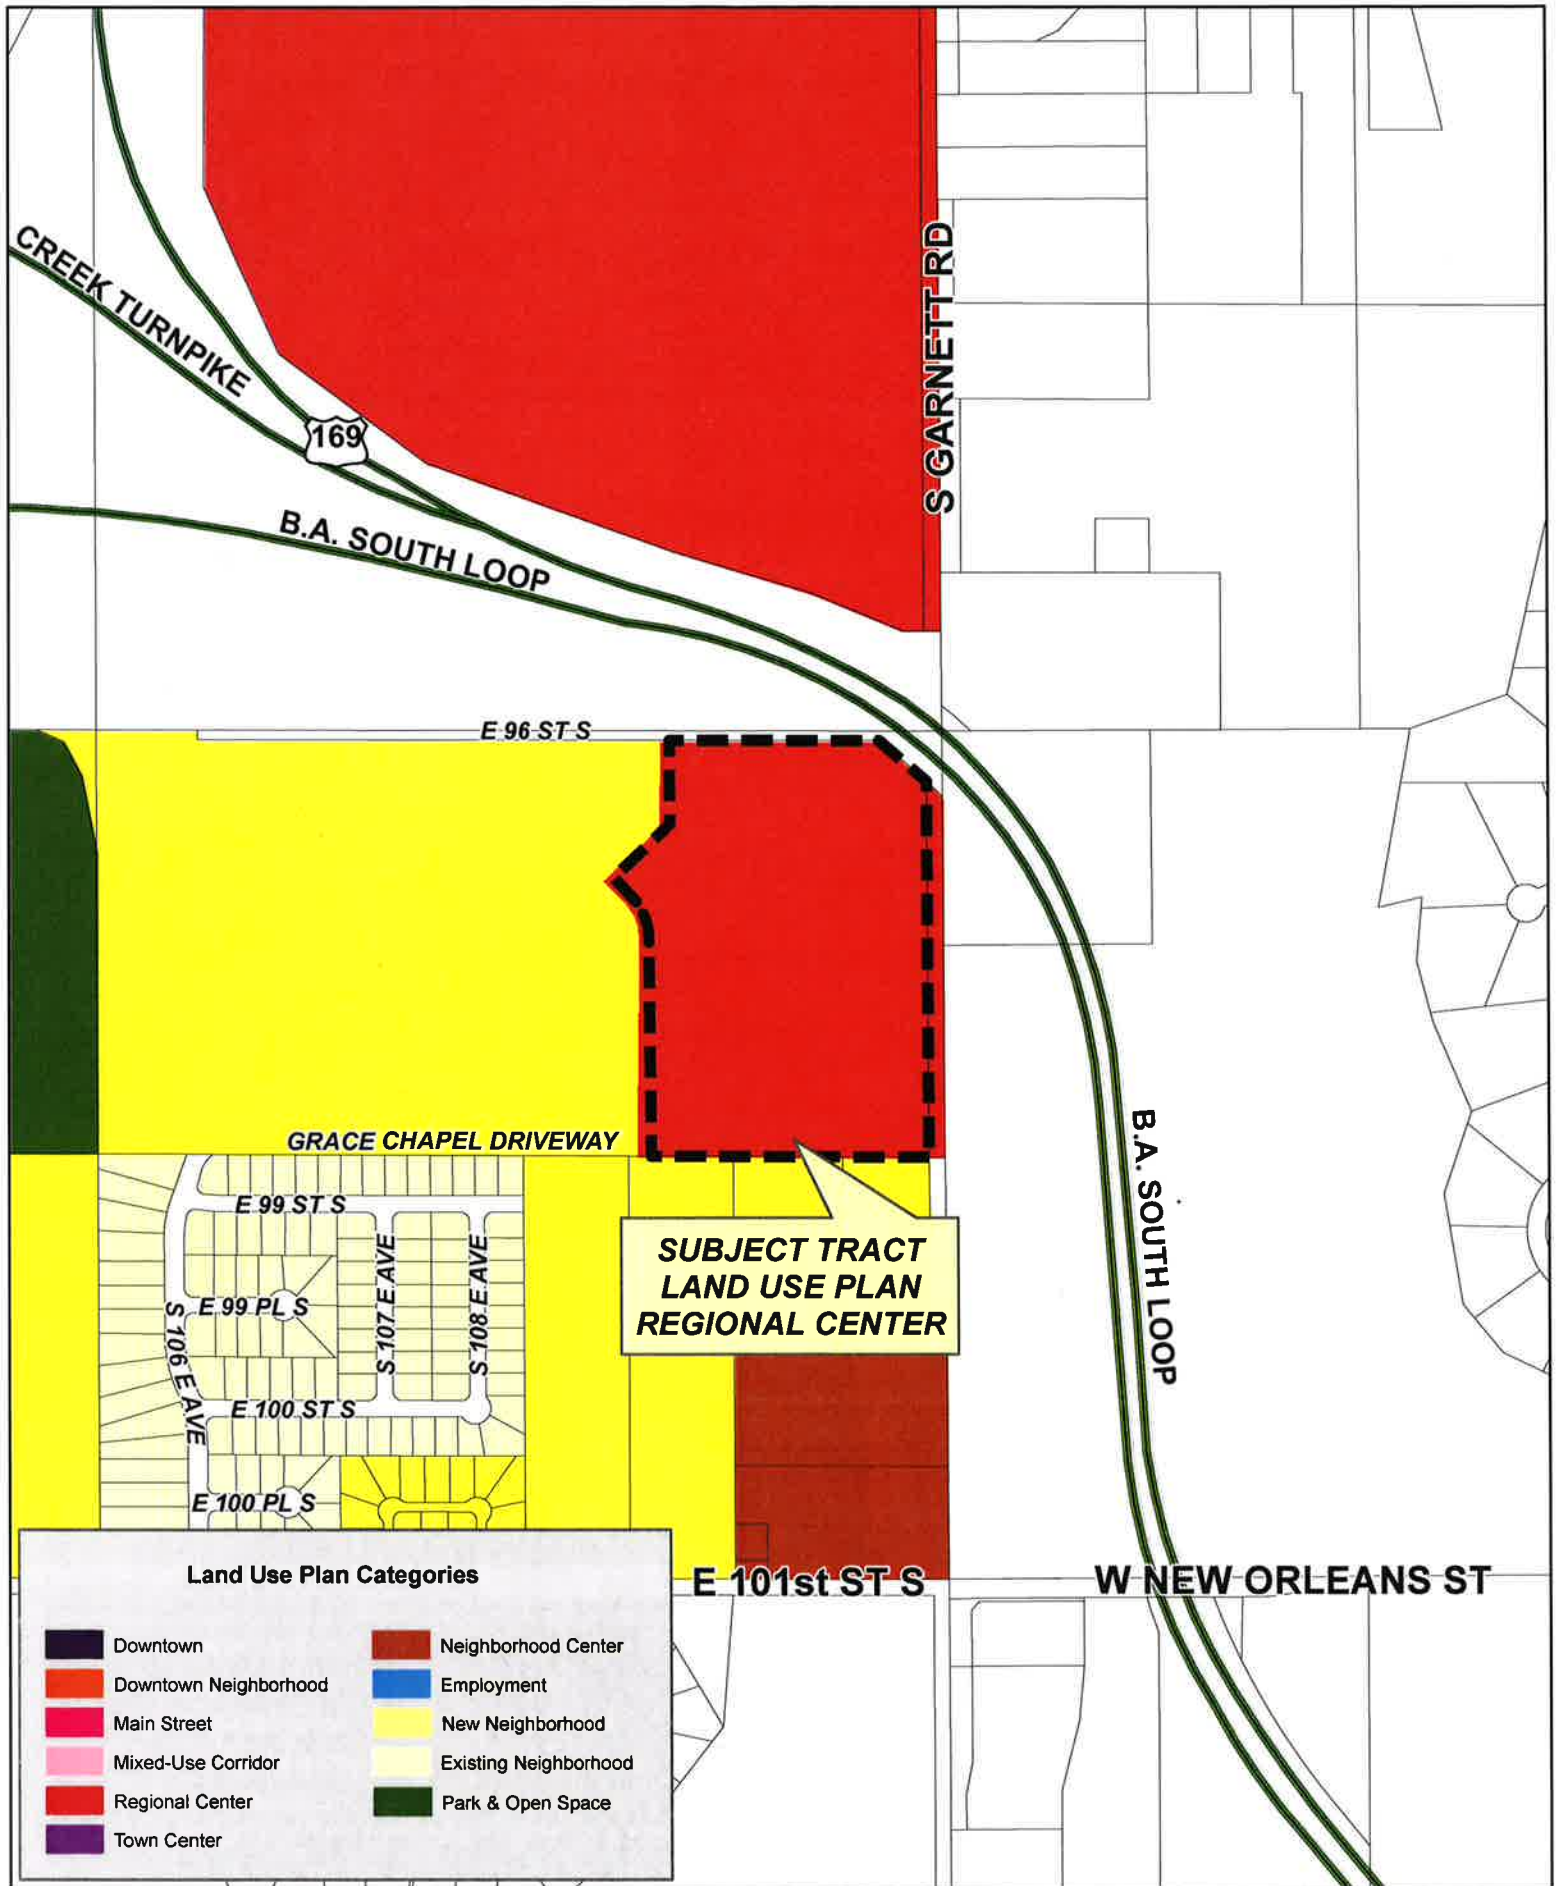 S GARNETT RD
CREEK TURNPIKE
169
B.A. SOUTH LOOP
E 96 ST S
GRACE CHAPEL DRIVEWAY
E 99 ST S
S 107 E AVE
S 108 E AVE
E 99 PL S
S 106 E AVE
E 100 ST S
E 100 PL S
SUBJECT TRACT
LAND USE PLAN
REGIONAL CENTER
B.A. SOUTH LOOP
E 101st ST S
W NEW ORLEANS ST
Land Use Plan Categories
Downtown
Downtown Neighborhood
Main Street
Mixed-Use Corridor
Regional Center
Town Center
Neighborhood Center
Employment
New Neighborhood
Existing Neighborhood
Park & Open Space